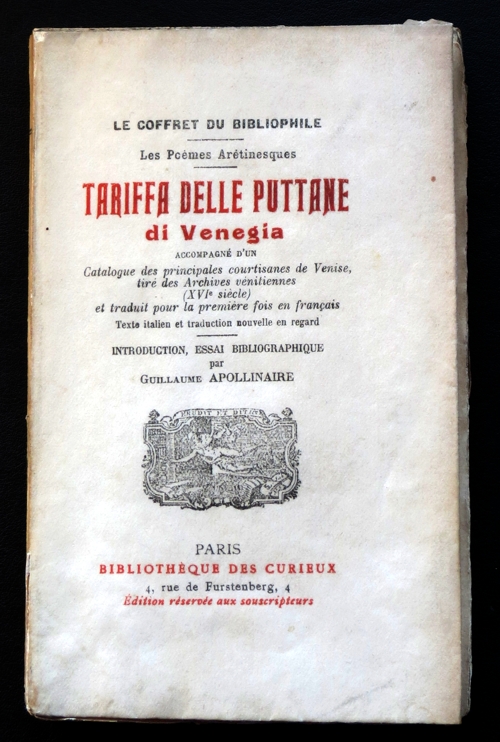 LE COFFRET DU BIBLIOPHILE
Les Poèmes Arétinesques
TARIFFA DELLE PUTTANE
di Venegia
ACCOMPAGNÉ D'UN
Catalogue des principales courtisanes de Venise,
tiré des Archives vénitiennes
(XVIe siècle)
et traduit pour la première fois en français
Texte italien et traduction nouvelle en regard
INTRODUCTION, ESSAI BIBLIOGRAPHIQUE
par
GUILLAUME APOLLINAIRE
PARIS
BIBLIOTHÈQUE DES CURIEUX
4, rue de Furstenberg, 4
Édition réservée aux souscripteurs